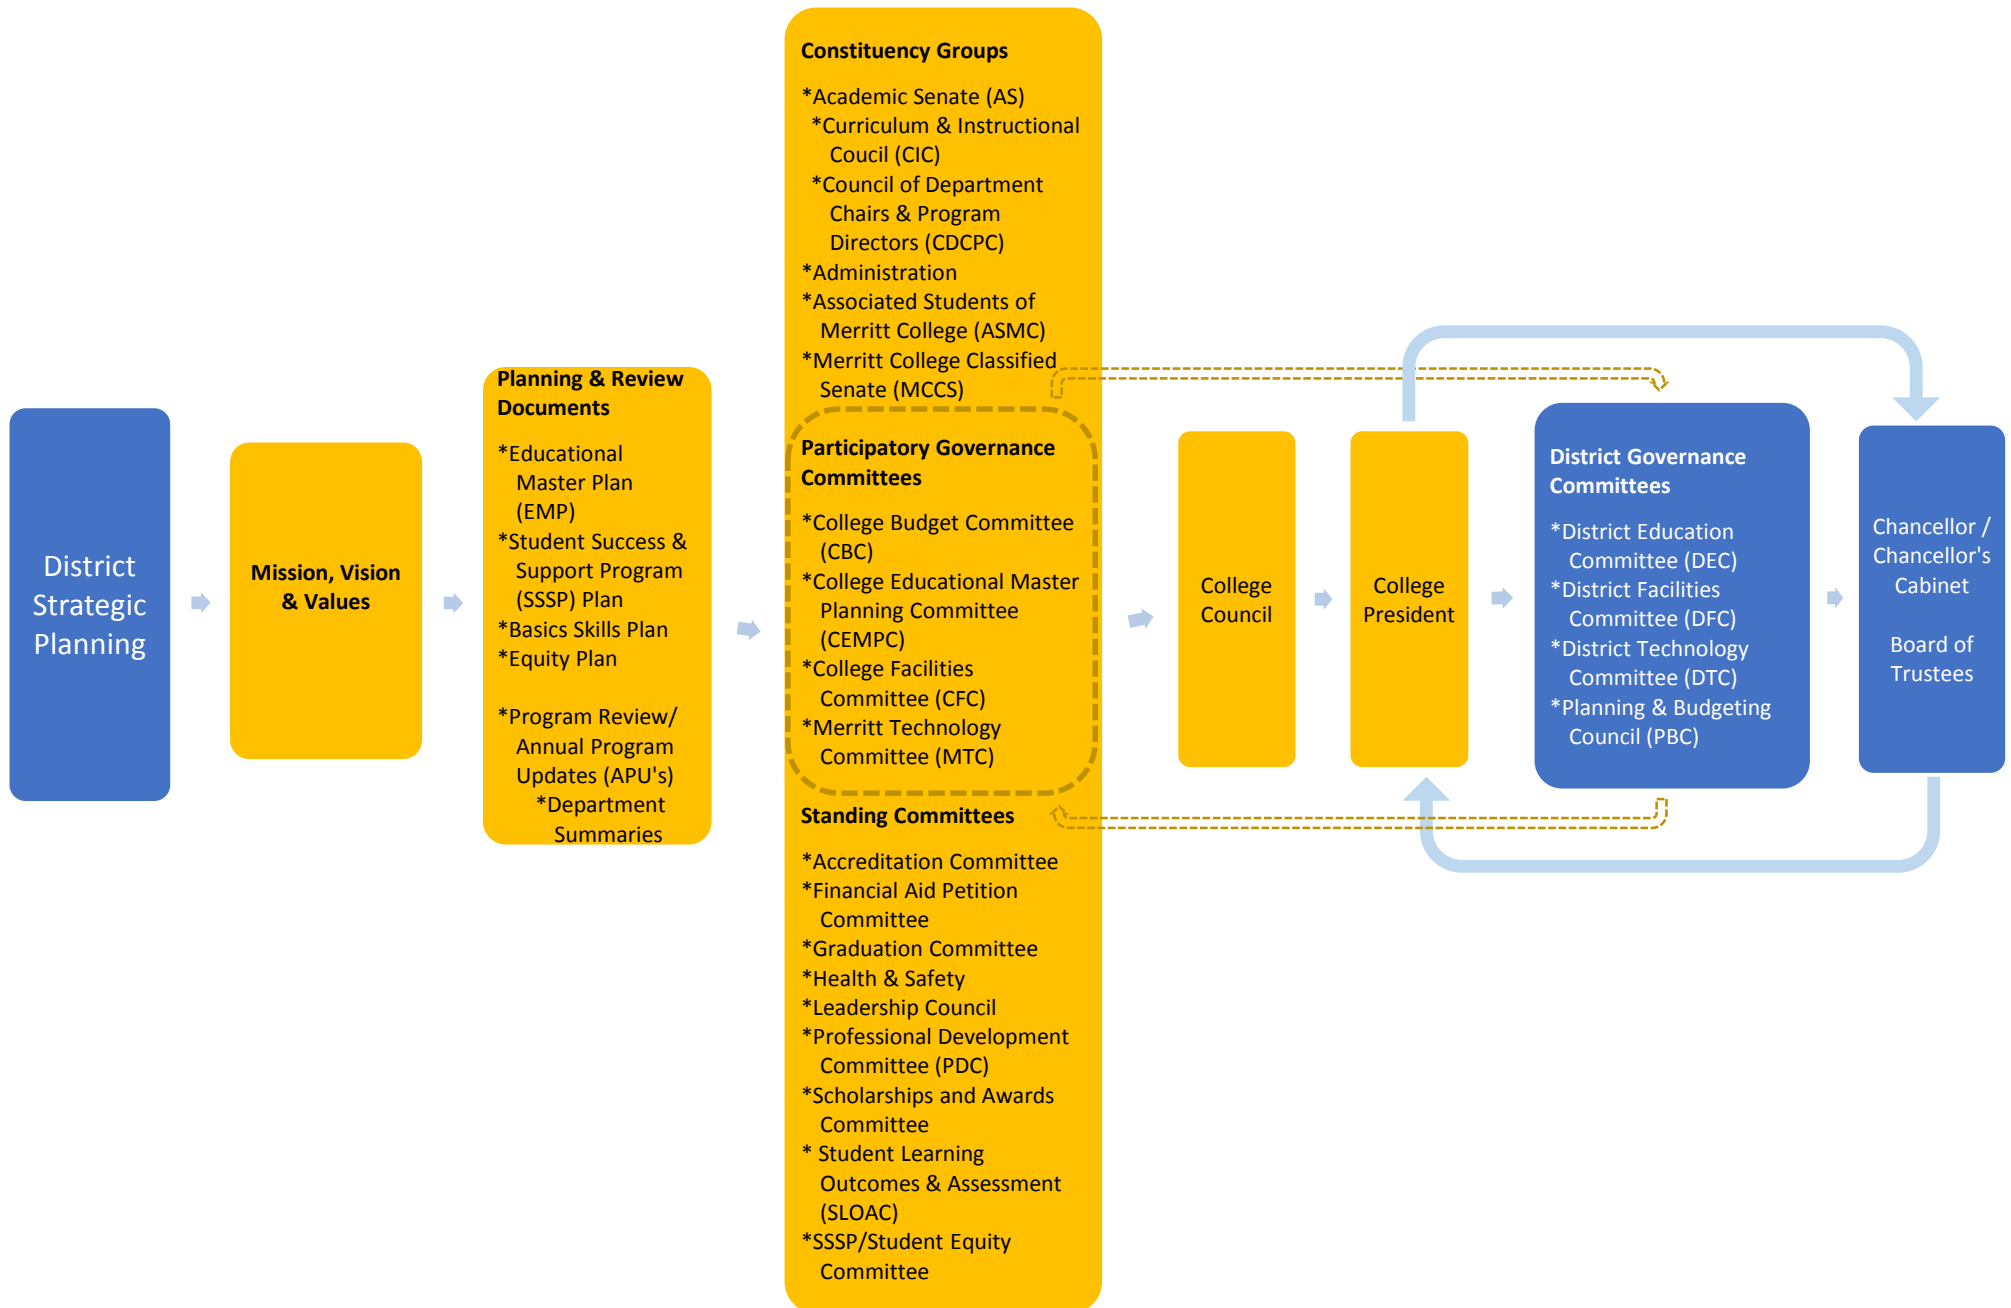 District
Strategic
Planning
Mission, Vision
& Values
Planning & Review
Documents
*Educational
Master Plan
(EMP)
*Student Success &
Support Program
(SSSP) Plan
*Basics Skills Plan
*Equity Plan
*Program Review/
Annual Program
Updates (APU's)
*Department
Summaries
Constituency Groups
*Academic Senate (AS)
*Curriculum & Instructional
Coucil (CIC)
*Council of Department
Chairs & Program
Directors (CDCPC)
*Administration
*Associated Students of
Merritt College (ASMC)
*Merritt College Classified
Senate (MCCS)
Participatory Governance
Committees
*College Budget Committee
(CBC)
*College Educational Master
Planning Committee
(CEMPC)
*College Facilities
Committee (CFC)
*Merritt Technology
Committee (MTC)
Standing Committees
*Accreditation Committee
*Financial Aid Petition
Committee
*Graduation Committee
*Health & Safety
*Leadership Council
*Professional Development
Committee (PDC)
*Scholarships and Awards
Committee
* Student Learning
Outcomes & Assessment
(SLOAC)
*SSSP/Student Equity
Committee
College
Council
College
President
District Governance
Committees
*District Education
Committee (DEC)
*District Facilities
Committee (DFC)
*District Technology
Committee (DTC)
*Planning & Budgeting
Council (PBC)
Chancellor /
Chancellor's
Cabinet
Board of
Trustees